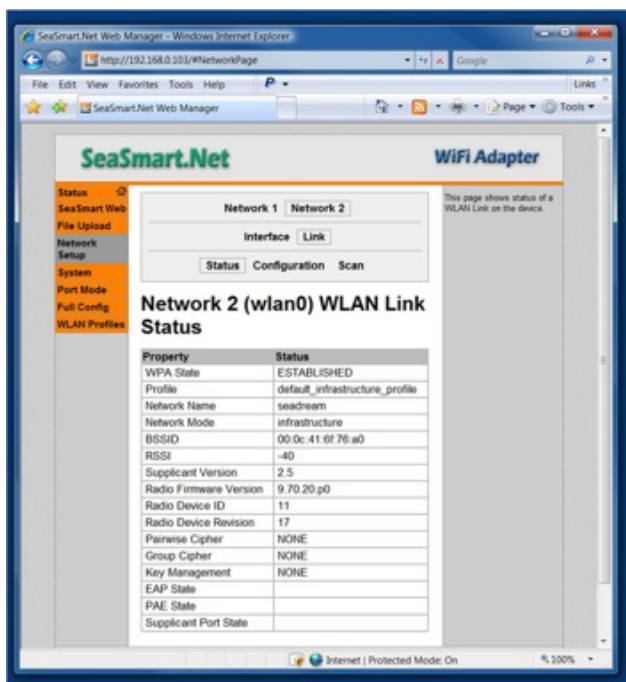 SeaSmart.Net Web Manager - Windows Internet Explorer
http://192.168.0.103/#NetworkPage
Google
File Edit View Favorites Tools Help
Links
SeaSmart.Net Web Manager
Page Tools
SeaSmart.Net
WiFi Adapter
Status
SeaSmart Web
File Upload
Network Setup
System
Port Mode
Full Config
WLAN Profiles
Network 1 Network 2
Interface Link
Status Configuration Scan
This page shows status of a
WLAN Link on the device.
Network 2 (wlan0) WLAN Link
Status
Property Status
WPA State ESTABLISHED
Profile default_infrastructure_profile
Network Name seadream
Network Mode infrastructure
BSSID 00:0c:41:6f:76:a0
RSSI -40
Supplicant Version 2.5
Radio Firmware Version 9.70.20.p0
Radio Device ID 11
Radio Device Revision 17
Pairwise Cipher NONE
Group Cipher NONE
Key Management NONE
EAP State
PAE State
Supplicant Port State
Internet | Protected Mode: On
100%